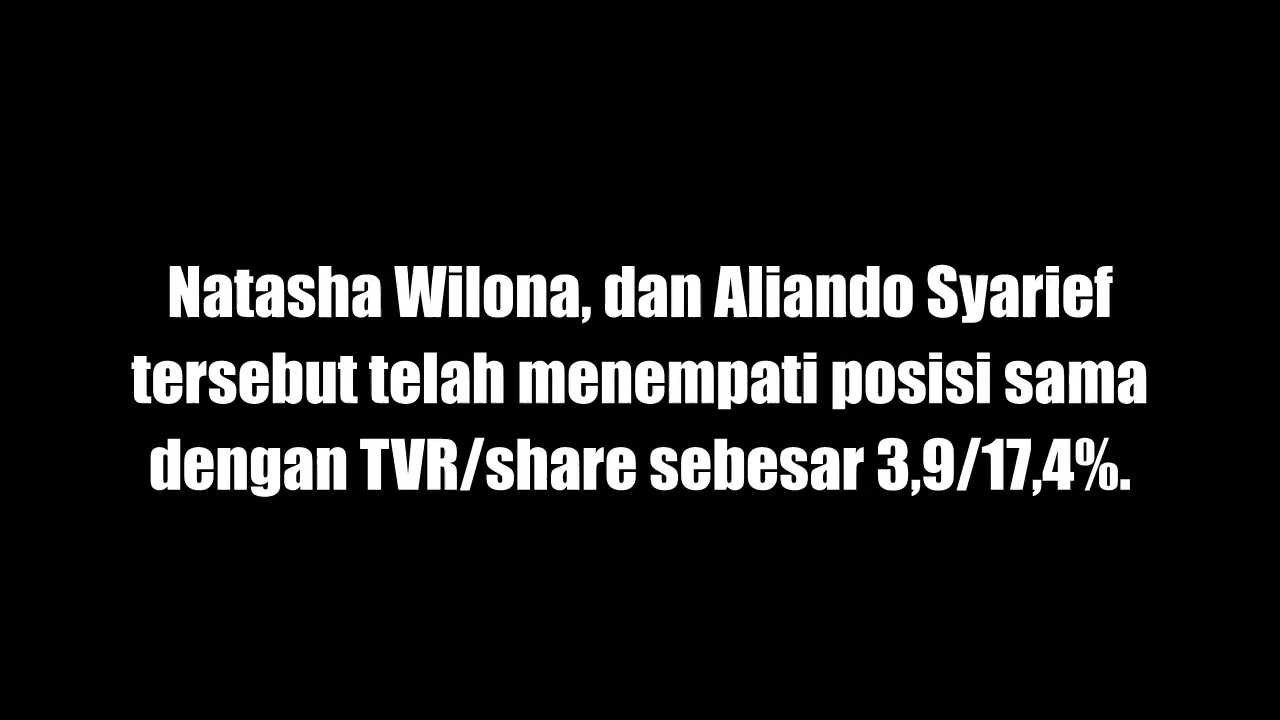 Natasha Wilona, dan Aliando Syarief
tersebut telah menempati posisi sama
dengan TVR/share sebesar 3,9/17,4%.